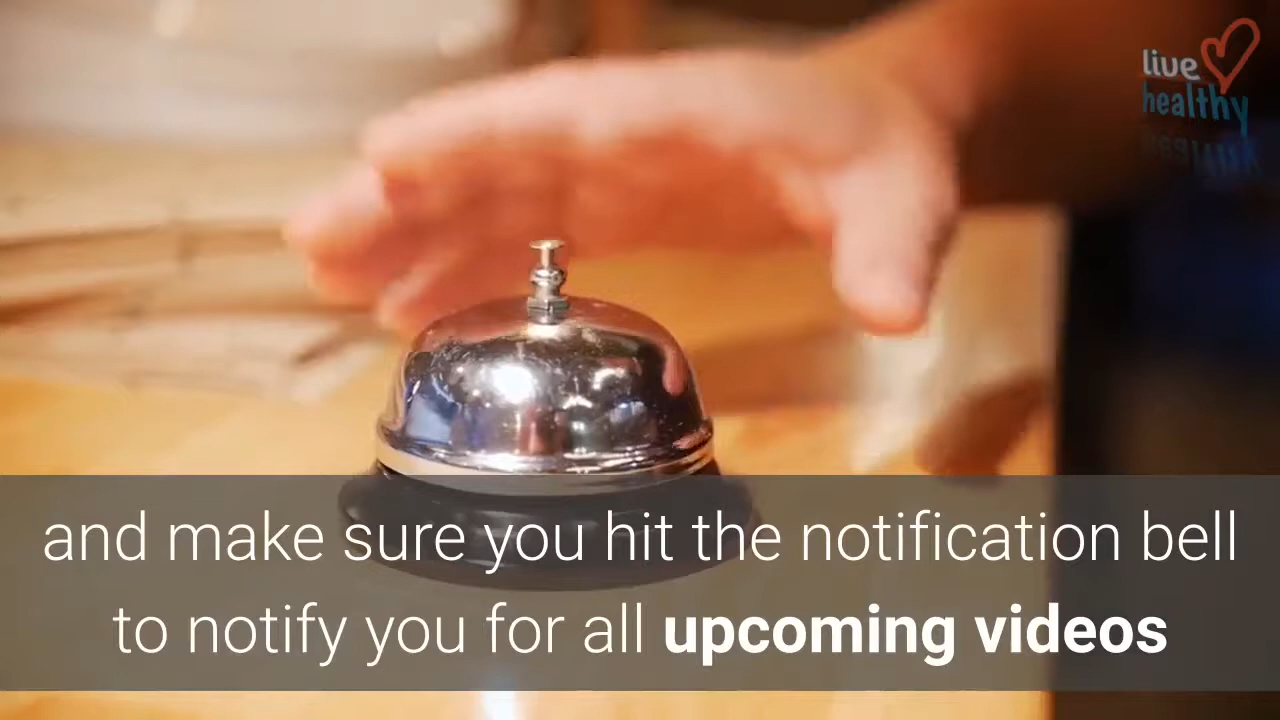 live
healthy
and make sure you hit the notification bell
to notify you for all upcoming videos